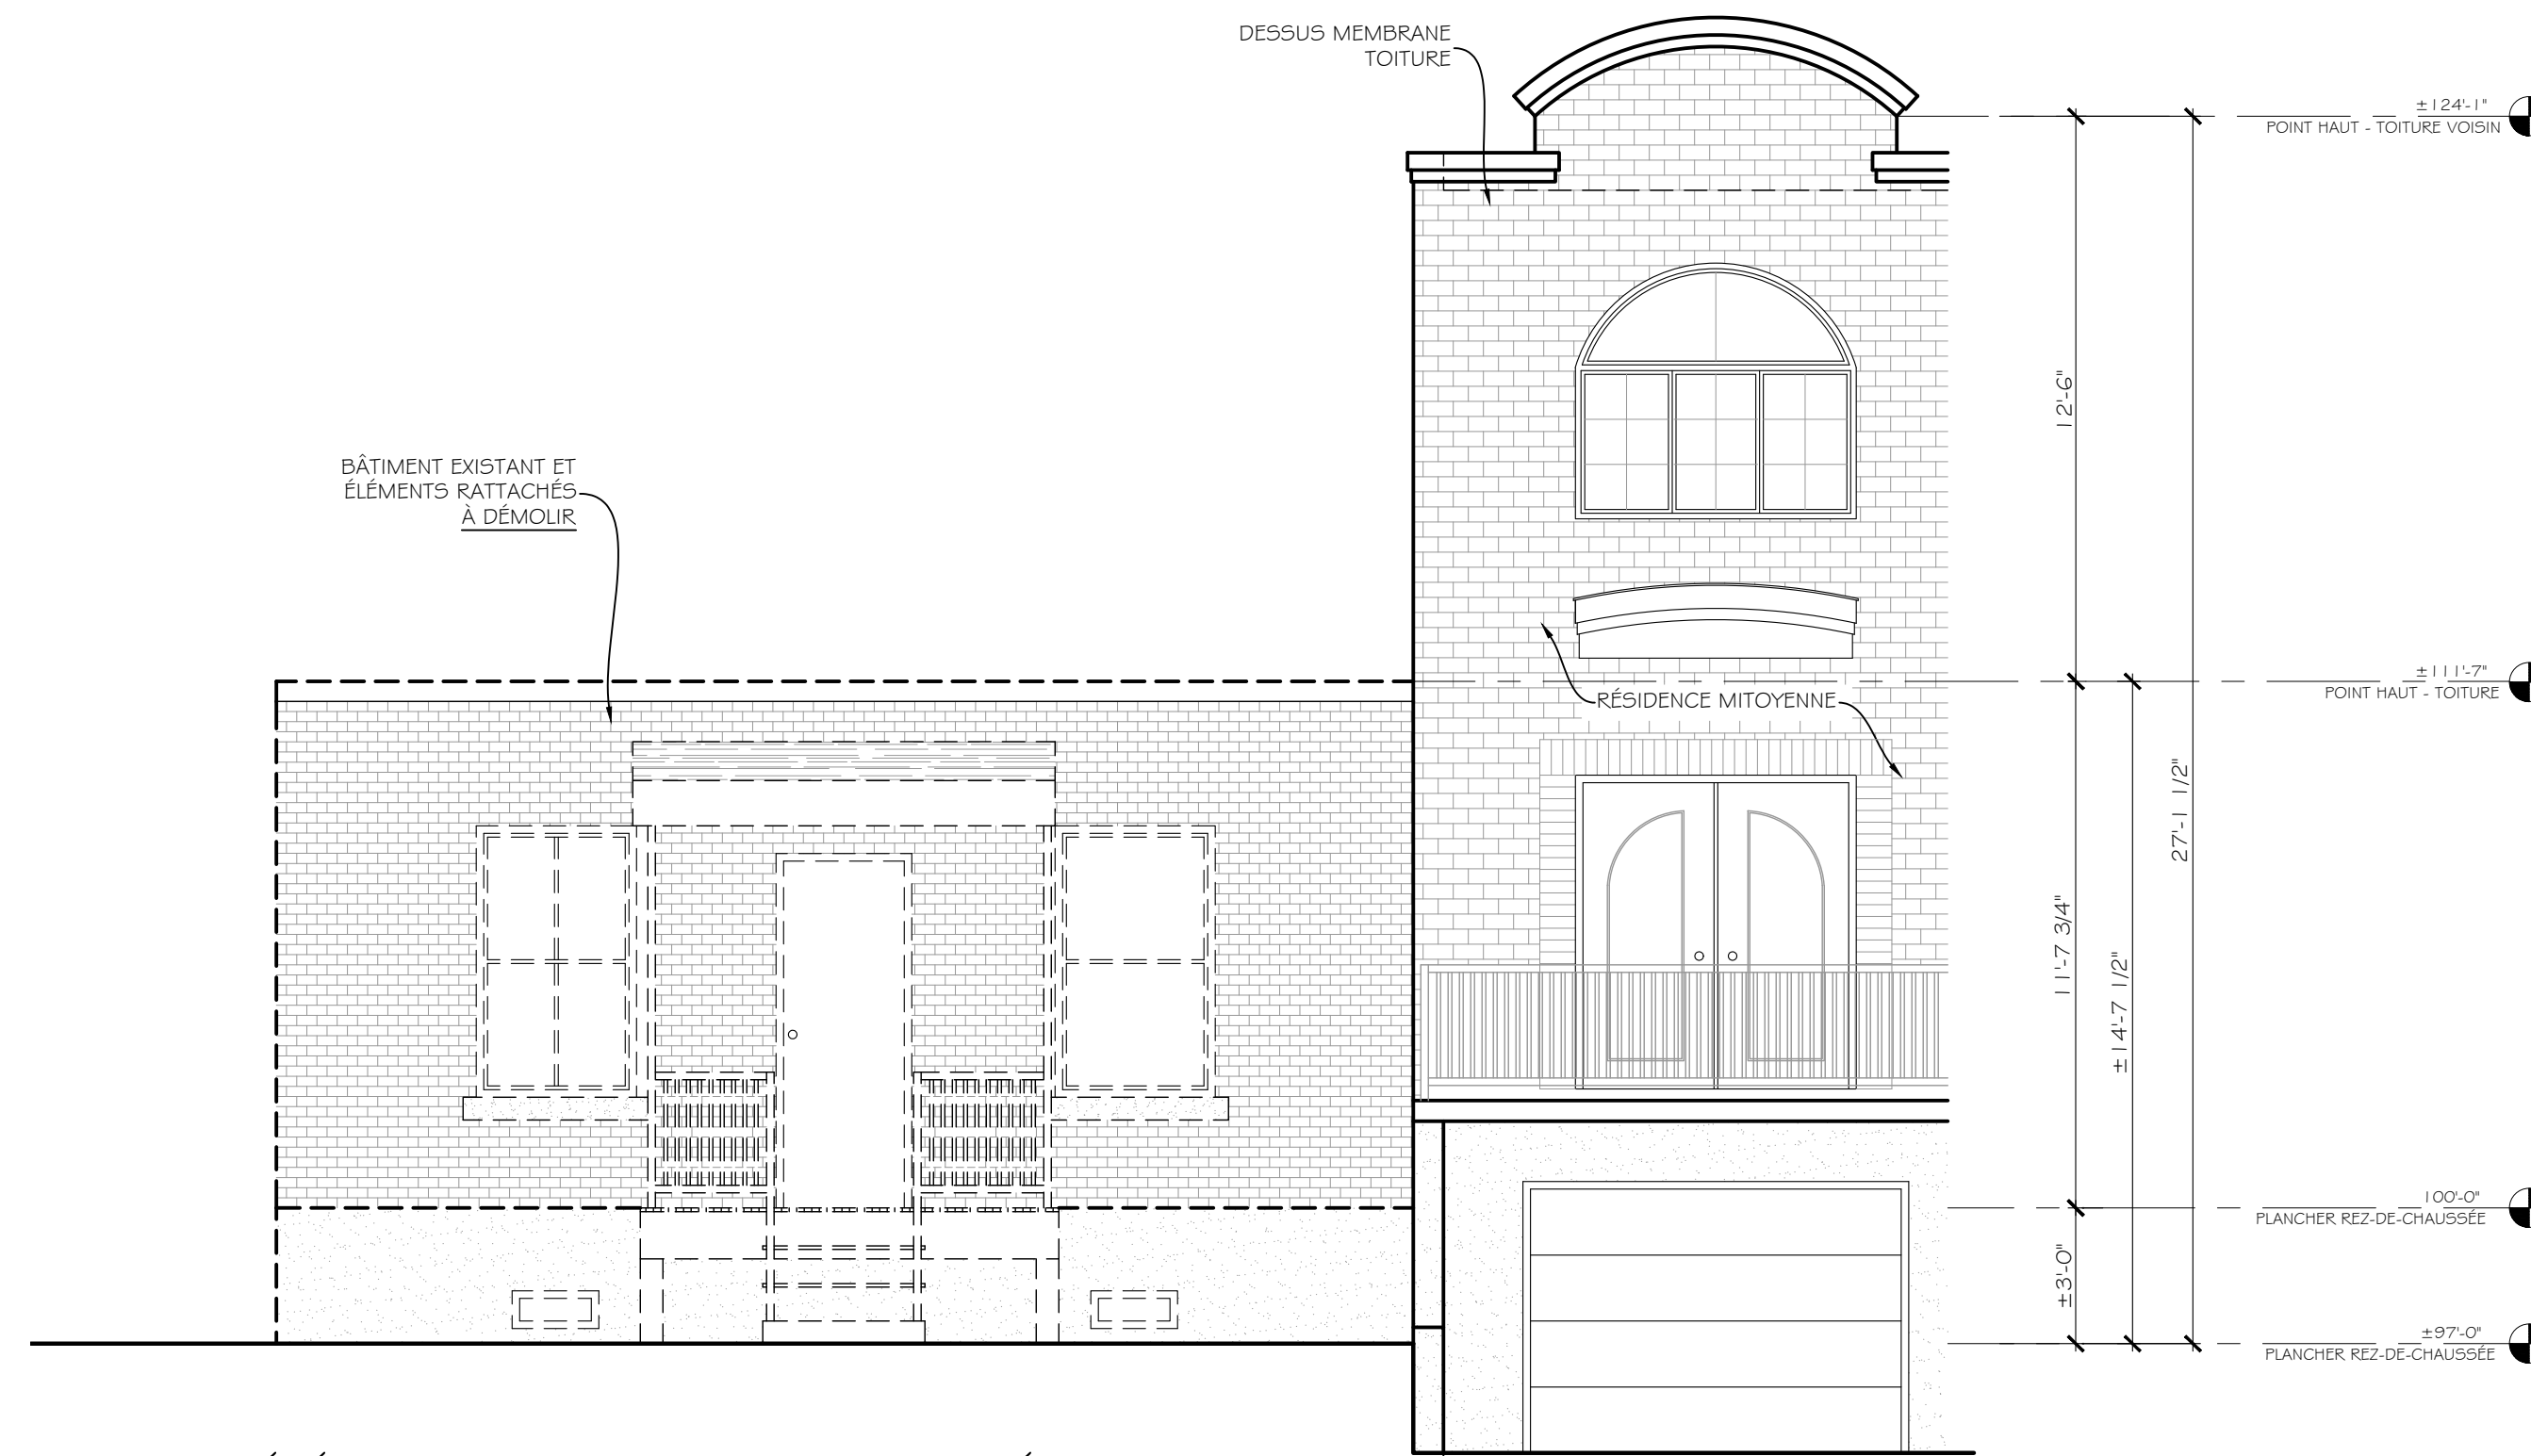 DESSUS MEMBRANE
TOITURE
±124'-1"
POINT HAUT - TOITURE VOISIN
12'-6"
BÂTIMENT EXISTANT ET
ÉLÉMENTS RATTACHÉS
À DÉMOLIR
±111'-7"
POINT HAUT - TOITURE
RÉSIDENCE MITOYENNE
27'-1 1/2"
11'-7 3/4"
±14'-7 1/2"
100'-0"
PLANCHER REZ-DE-CHAUSSÉE
±3'-0"
±97'-0"
PLANCHER REZ-DE-CHAUSSÉE